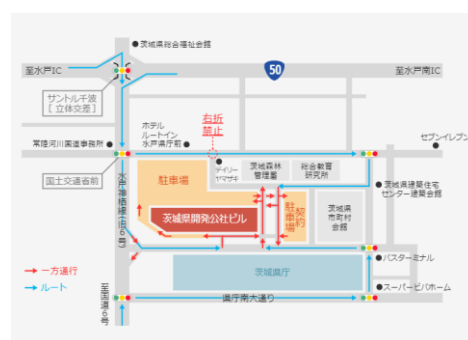 茨城県総合福祉会館
至水戸IC
50
至水戸南IC
サントル千波
[立体交差]
ホテル
ルートイン
水戸県庁前
右折
禁止
セブンイレブン
常陸河川国道事務所
デイリー
ヤマザキ
茨城森林
管理署
総合教育
研究所
国土交通省前
駐車場
茨城県建築住宅
センター建築会館
水戸神栖線(旧6号)
契約
駐車場
茨城県
市町村
会館
茨城県開発公社ビル
バスターミナル
一方通行
茨城県庁
ルート
スーパービバホーム
県庁南大通り
至国道6号